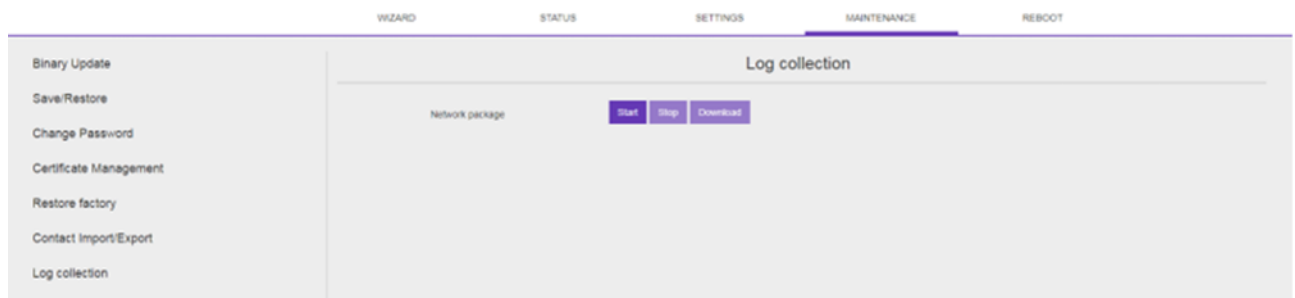 WIZARD STATUS SETTINGS MAINTENANCE REBOOT
Binary Update
Save/Restore
Change Password
Certificate Management
Restore factory
Contact Import/Export
Log collection
Log collection
Network package Start Stop Download